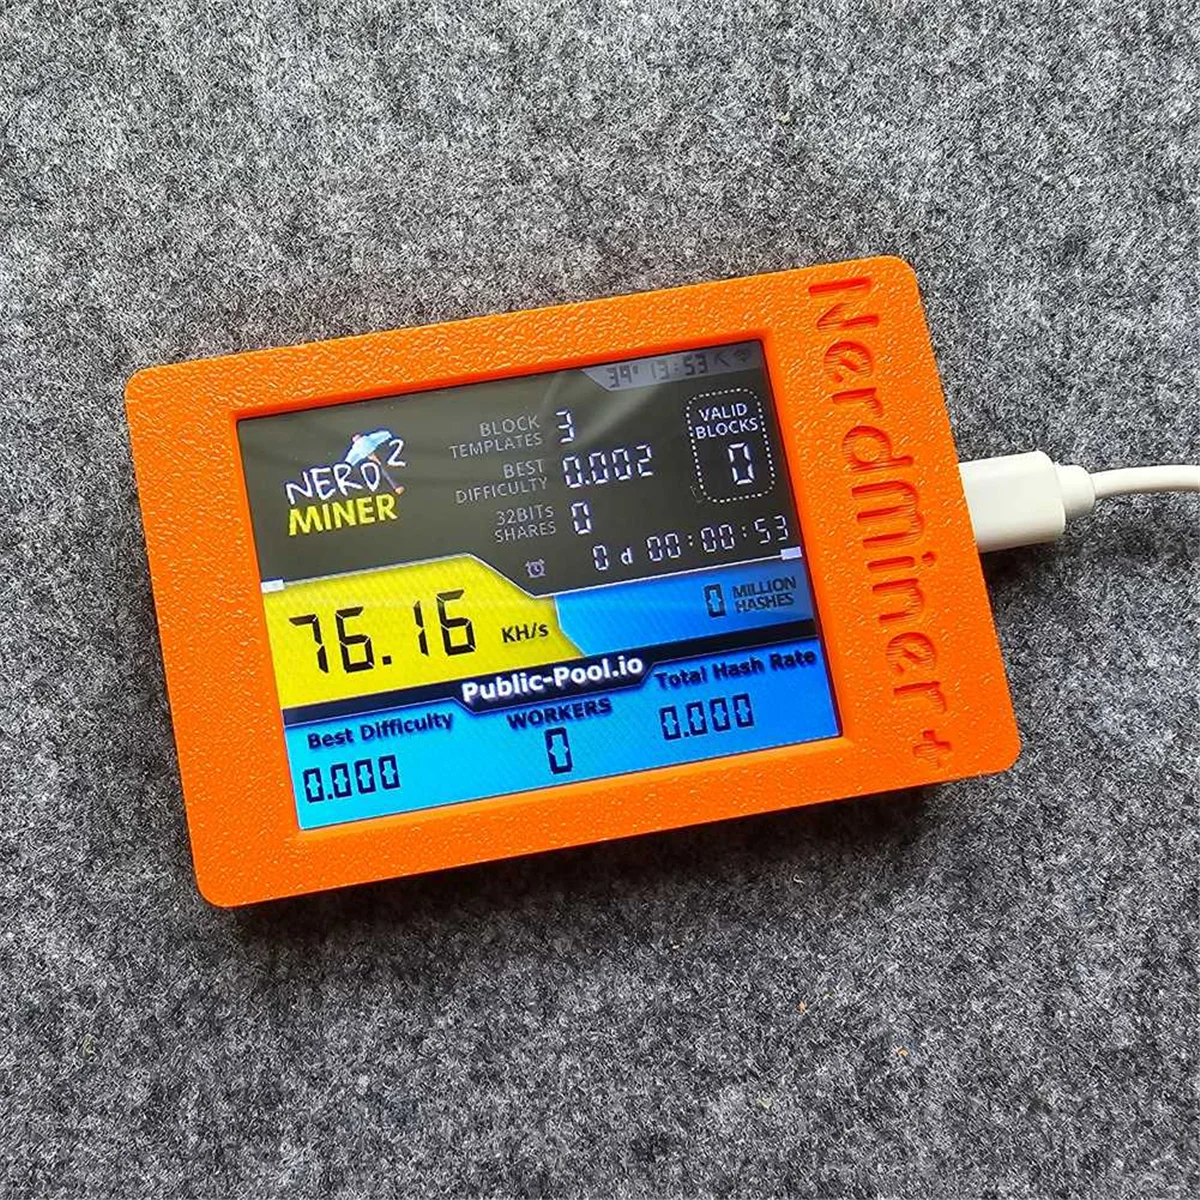 39° 13:53
BLOCK TEMPLATES 3
BEST DIFFICULTY 0.002
32BITS SHARES 0
VALID BLOCKS
0
NERD 2
MINER
0 d 00:00:53
76.16 KH/s
0 MILLION HASHES
Public-Pool.io
Best Difficulty
0.000
WORKERS
0
Total Hash Rate
0.000
NerdMiner +